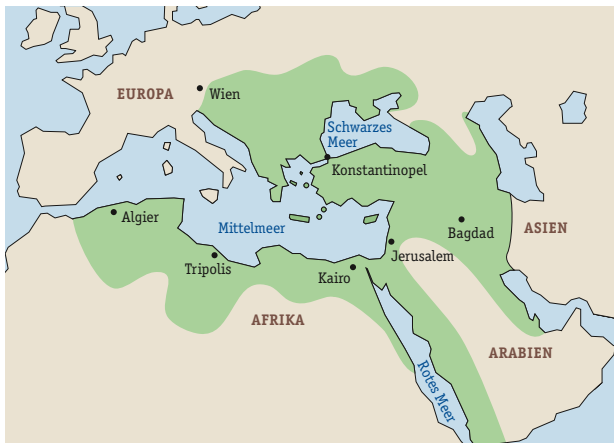 EUROPA
Wien
Schwarzes
Meer
Konstantinopel
Algier
Mittelmeer
Tripolis
Kairo
Jerusalem
Bagdad
ASIEN
AFRIKA
ARABIEN
Rotes Meer